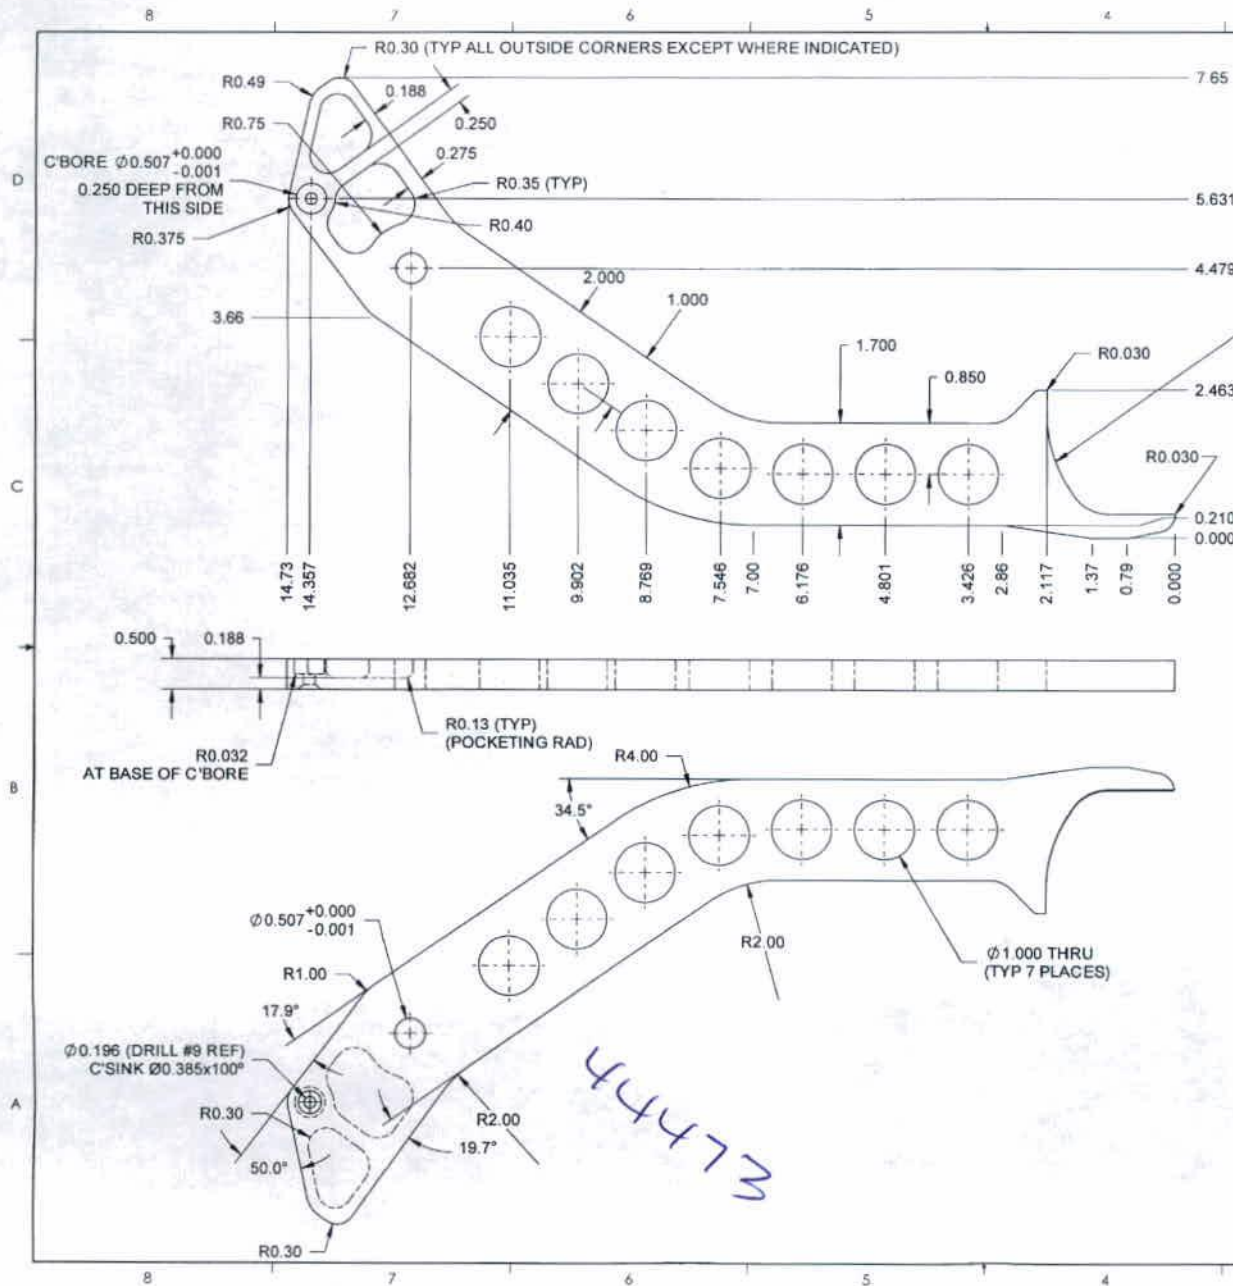 8 7 6 5 4
R0.30 (TYP ALL OUTSIDE CORNERS EXCEPT WHERE INDICATED)
7.65
R0.49
0.188
R0.75
0.250
0.275
C'BORE Ø0.507 +0.000
-0.001
0.250 DEEP FROM
THIS SIDE
D
R0.35 (TYP)
5.631
R0.375
R0.40
4.479
2.000
1.000
3.66
1.700
0.850
R0.030
2.463
R0.030
C
0.210
0.000
14.73
14.357
12.682
11.035
9.902
8.769
7.546
7.00
6.176
4.801
3.426
2.86
2.117
1.37
0.79
0.000
0.500
0.188
R0.13 (TYP)
(POCKETING RAD)
R0.032
AT BASE OF C'BORE
R4.00
B
34.5°
Ø0.507 +0.000
-0.001
R2.00
Ø1.000 THRU
(TYP 7 PLACES)
R1.00
17.9°
Ø0.196 (DRILL #9 REF)
C'SINK Ø0.385x100°
A
R0.30
R2.00
19.7°
50.0°
R0.30
8 7 6 5 4